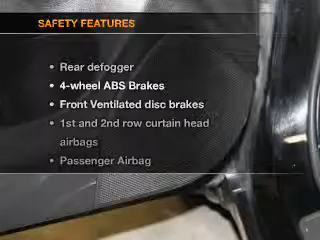 SAFETY FEATURES
• Rear defogger
• 4-wheel ABS Brakes
• Front Ventilated disc brakes
• 1st and 2nd row curtain head
airbags
• Passenger Airbag